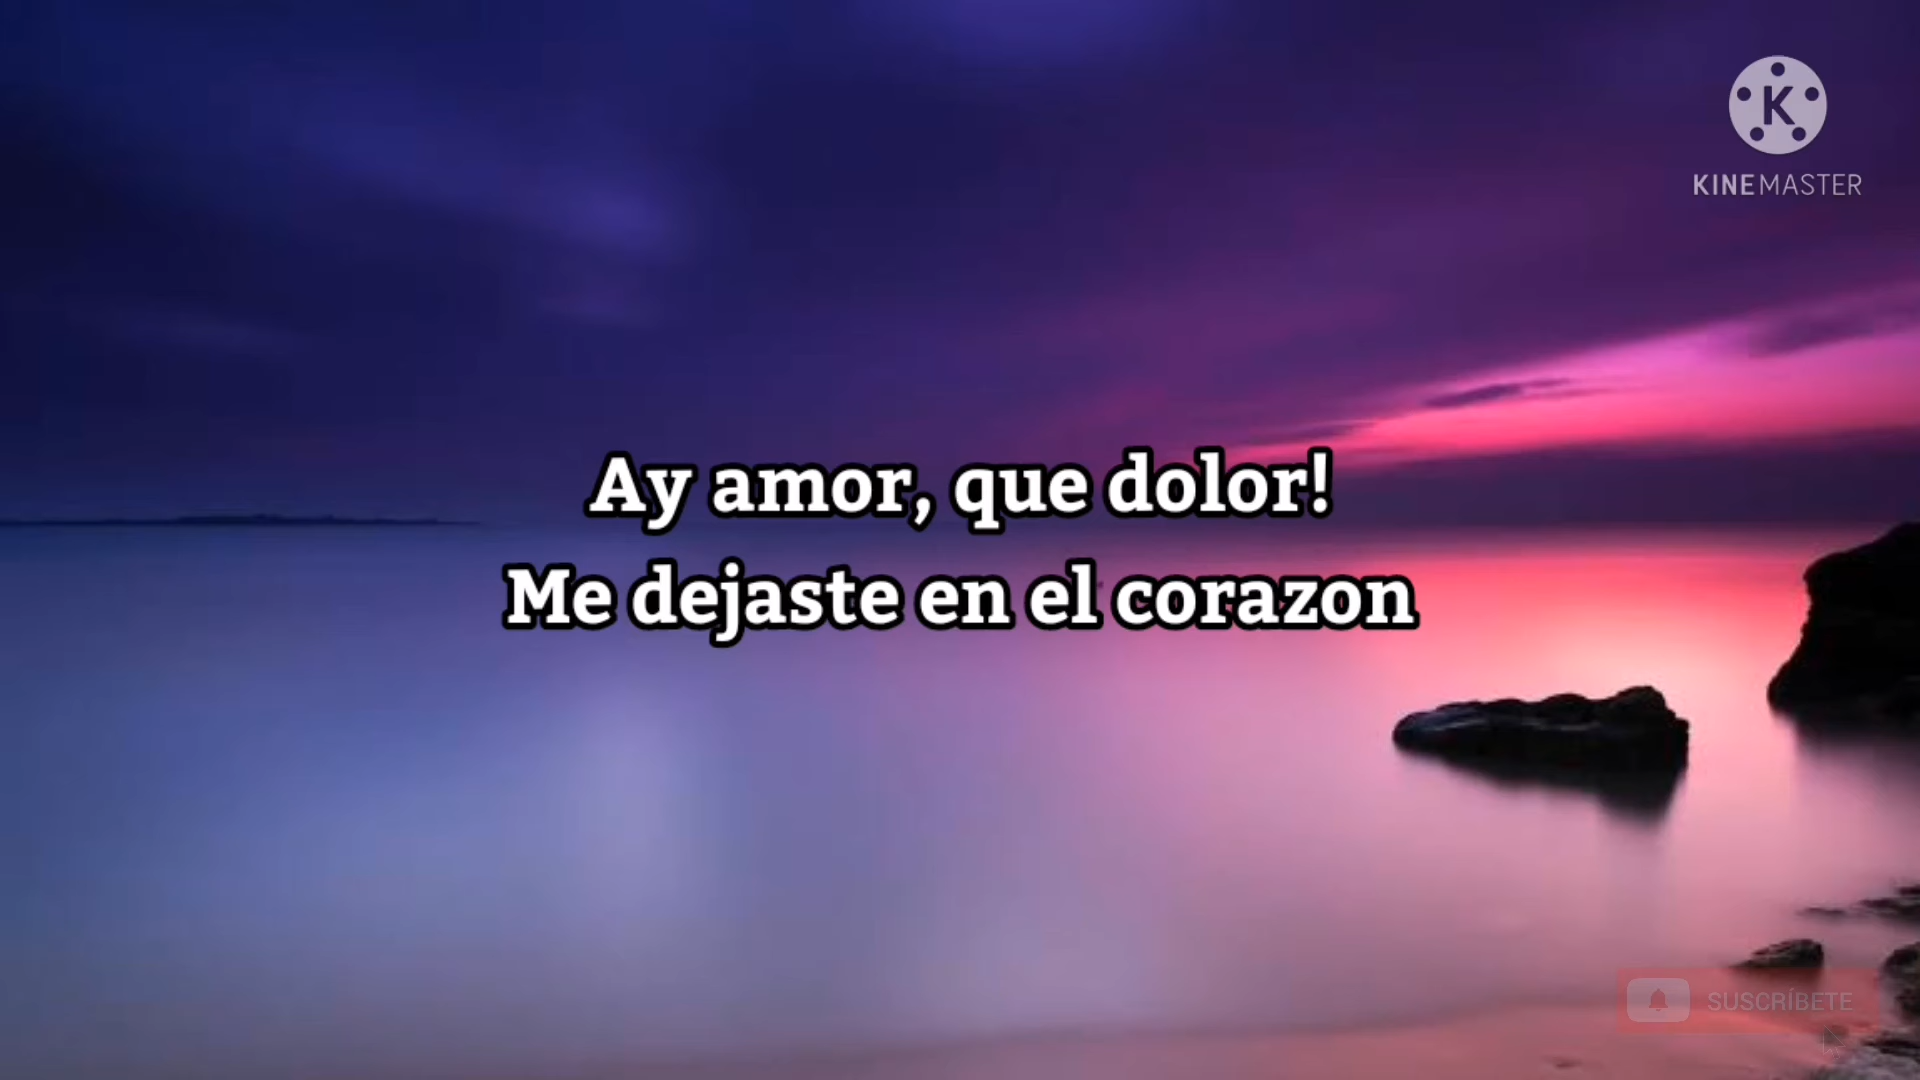 K
KINEMASTER
Ay amor, que dolor!
Me dejaste en el corazon
SUSCRÍBETE